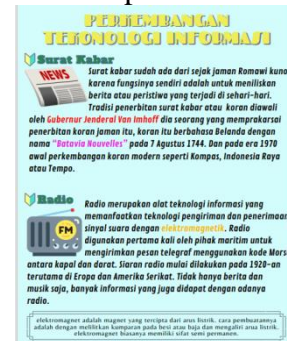 PERKEMBANGAN
TEKONOLOGI INFORMASI
Surat Kabar
NEWS
Surat kabar sudah ada dari sejak jaman Romawi kuno
karena fungsinya sendiri adalah untuk meniliskan
berita atau peristiwa yang terjadi di sehari-hari.
Tradisi penerbitan surat kabar atau koran diawali
oleh Gubernur Jenderal Van Imhoff dia seorang yang memprakarsai
penerbitan koran jaman itu, koran itu berbahasa Belanda dengan
nama "Batavia Nouvelles" pada 7 Agustus 1744. Dan pada era 1970
awal perkembangan koran modern seperti Kompas, Indonesia Raya
atau Tempo.
Radio
FM
Radio merupakan alat teknologi informasi yang
memanfaatkan teknologi pengiriman dan penerimaan
sinyal suara dengan elektromagnetik. Radio
digunakan pertama kali oleh pihak maritim untuk
mengirimkan pesan telegraf menggunakan kode Morse
antara kapal dan darat. Siaran radio mulai dilakukan pada 1920-an
terutama di Eropa dan Amerika Serikat. Tidak hanya berita dan
musik saja, banyak informasi yang juga didapat dengan adanya
radio.
elektromagnet adalah magnet yang tercipta dari arus listrik. cara pembuatannya
adalah dengan melilitkan kumparan pada besi atau baja dan mengaliri arua listrik.
elektromagnet biasanya memiliki sifat semi permanen.